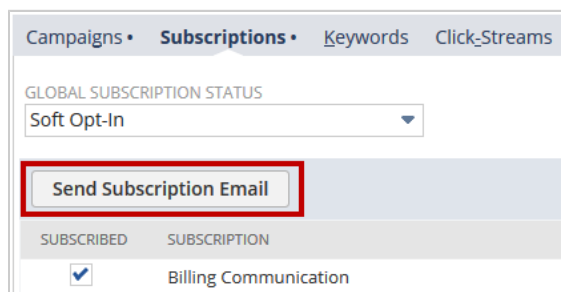 Campaigns • Subscriptions • Keywords Click-Streams
GLOBAL SUBSCRIPTION STATUS
Soft Opt-In
Send Subscription Email
SUBSCRIBED SUBSCRIPTION
Billing Communication